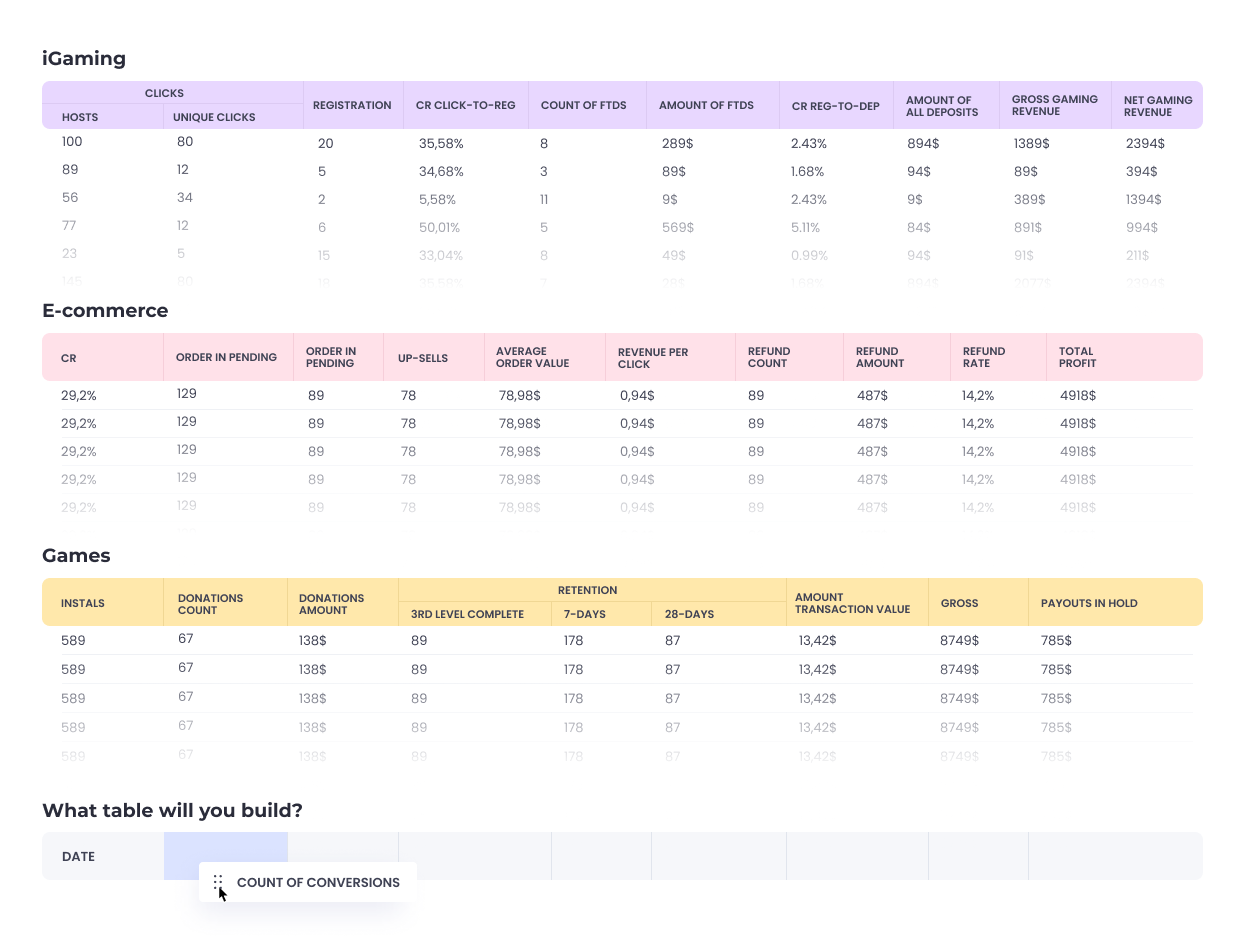 iGaming
CLICKS
HOSTS UNIQUE CLICKS REGISTRATION CR CLICK-TO-REG COUNT OF FTDS AMOUNT OF FTDS CR REG-TO-DEP AMOUNT OF ALL DEPOSITS GROSS GAMING REVENUE NET GAMING REVENUE
100 80 20 35,58% 8 289$ 2.43% 894$ 1389$ 2394$
89 12 5 34,68% 3 89$ 1.68% 94$ 89$ 394$
56 34 2 5,58% 11 9$ 2.43% 9$ 389$ 1394$
77 12 6 50,01% 5 569$ 5.11% 84$ 891$ 994$
23 5 15 33,04% 8 49$ 0.99% 94$ 91$ 211$
145 80 19 35,58% 7 28$ 1.68% 894$ 2077$ 2394$
E-commerce
CR ORDER IN PENDING ORDER IN PENDING UP-SELLS AVERAGE ORDER VALUE REVENUE PER CLICK REFUND COUNT REFUND AMOUNT REFUND RATE TOTAL PROFIT
29,2% 129 89 78 78,98$ 0,94$ 89 487$ 14,2% 4918$
29,2% 129 89 78 78,98$ 0,94$ 89 487$ 14,2% 4918$
29,2% 129 89 78 78,98$ 0,94$ 89 487$ 14,2% 4918$
29,2% 129 89 78 78,98$ 0,94$ 89 487$ 14,2% 4918$
29,2% 129 89 78 78,98$ 0,94$ 89 487$ 14,2% 4918$
Games
RETENTION
INSTALS DONATIONS COUNT DONATIONS AMOUNT 3RD LEVEL COMPLETE 7-DAYS 28-DAYS AMOUNT TRANSACTION VALUE GROSS PAYOUTS IN HOLD
589 67 138$ 89 178 87 13,42$ 8749$ 785$
589 67 138$ 89 178 87 13,42$ 8749$ 785$
589 67 138$ 89 178 87 13,42$ 8749$ 785$
589 67 138$ 89 178 87 13,42$ 8749$ 785$
589 67 138$ 89 178 87 13,42$ 8749$ 785$
What table will you build?
DATE
COUNT OF CONVERSIONS